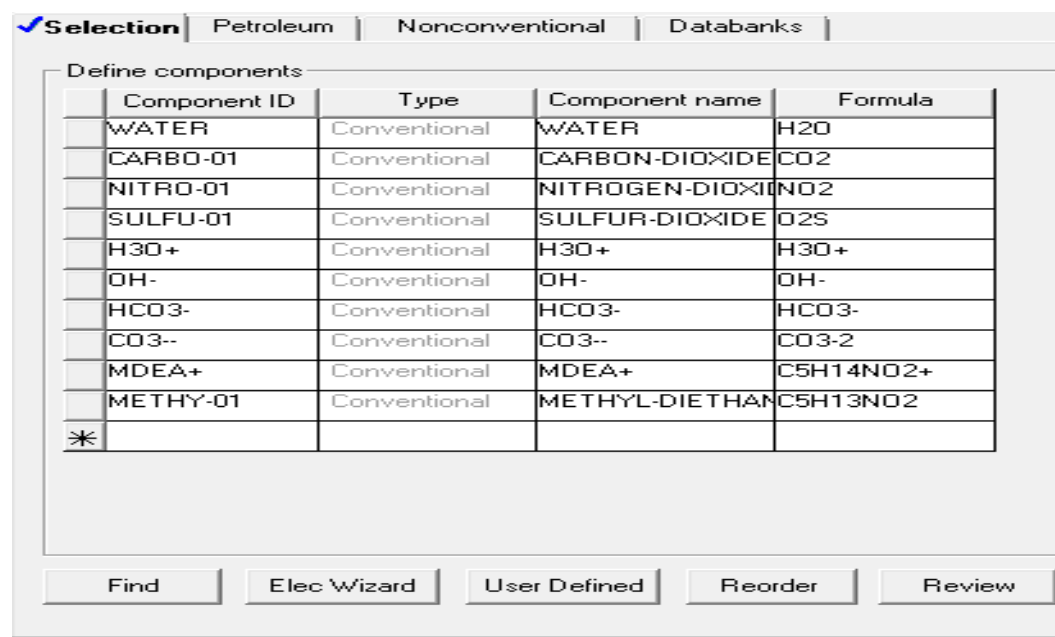 Selection Petroleum Nonconventional Databanks
Define components
Component ID Type Component name Formula
WATER Conventional WATER H2O
CARBO-01 Conventional CARBON-DIOXIDE CO2
NITRO-01 Conventional NITROGEN-DIOXI NO2
SULFU-01 Conventional SULFUR-DIOXIDE O2S
H3O+ Conventional H3O+ H3O+
OH- Conventional OH- OH-
HCO3- Conventional HCO3- HCO3-
CO3-- Conventional CO3-- CO3-2
MDEA+ Conventional MDEA+ C5H14NO2+
METHY-01 Conventional METHYL-DIETHAN C5H13NO2
Find Elec Wizard User Defined Reorder Review